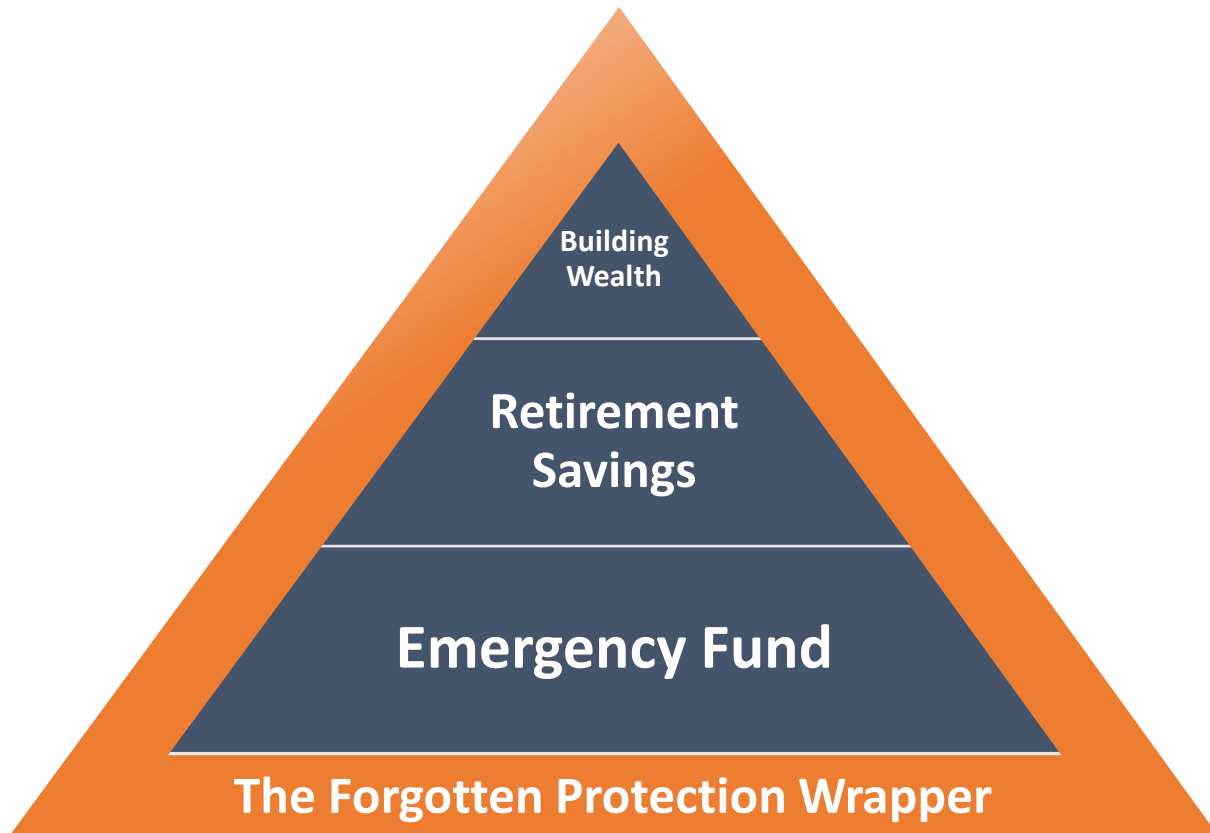 Building
Wealth
Retirement
Savings
Emergency Fund
The Forgotten Protection Wrapper